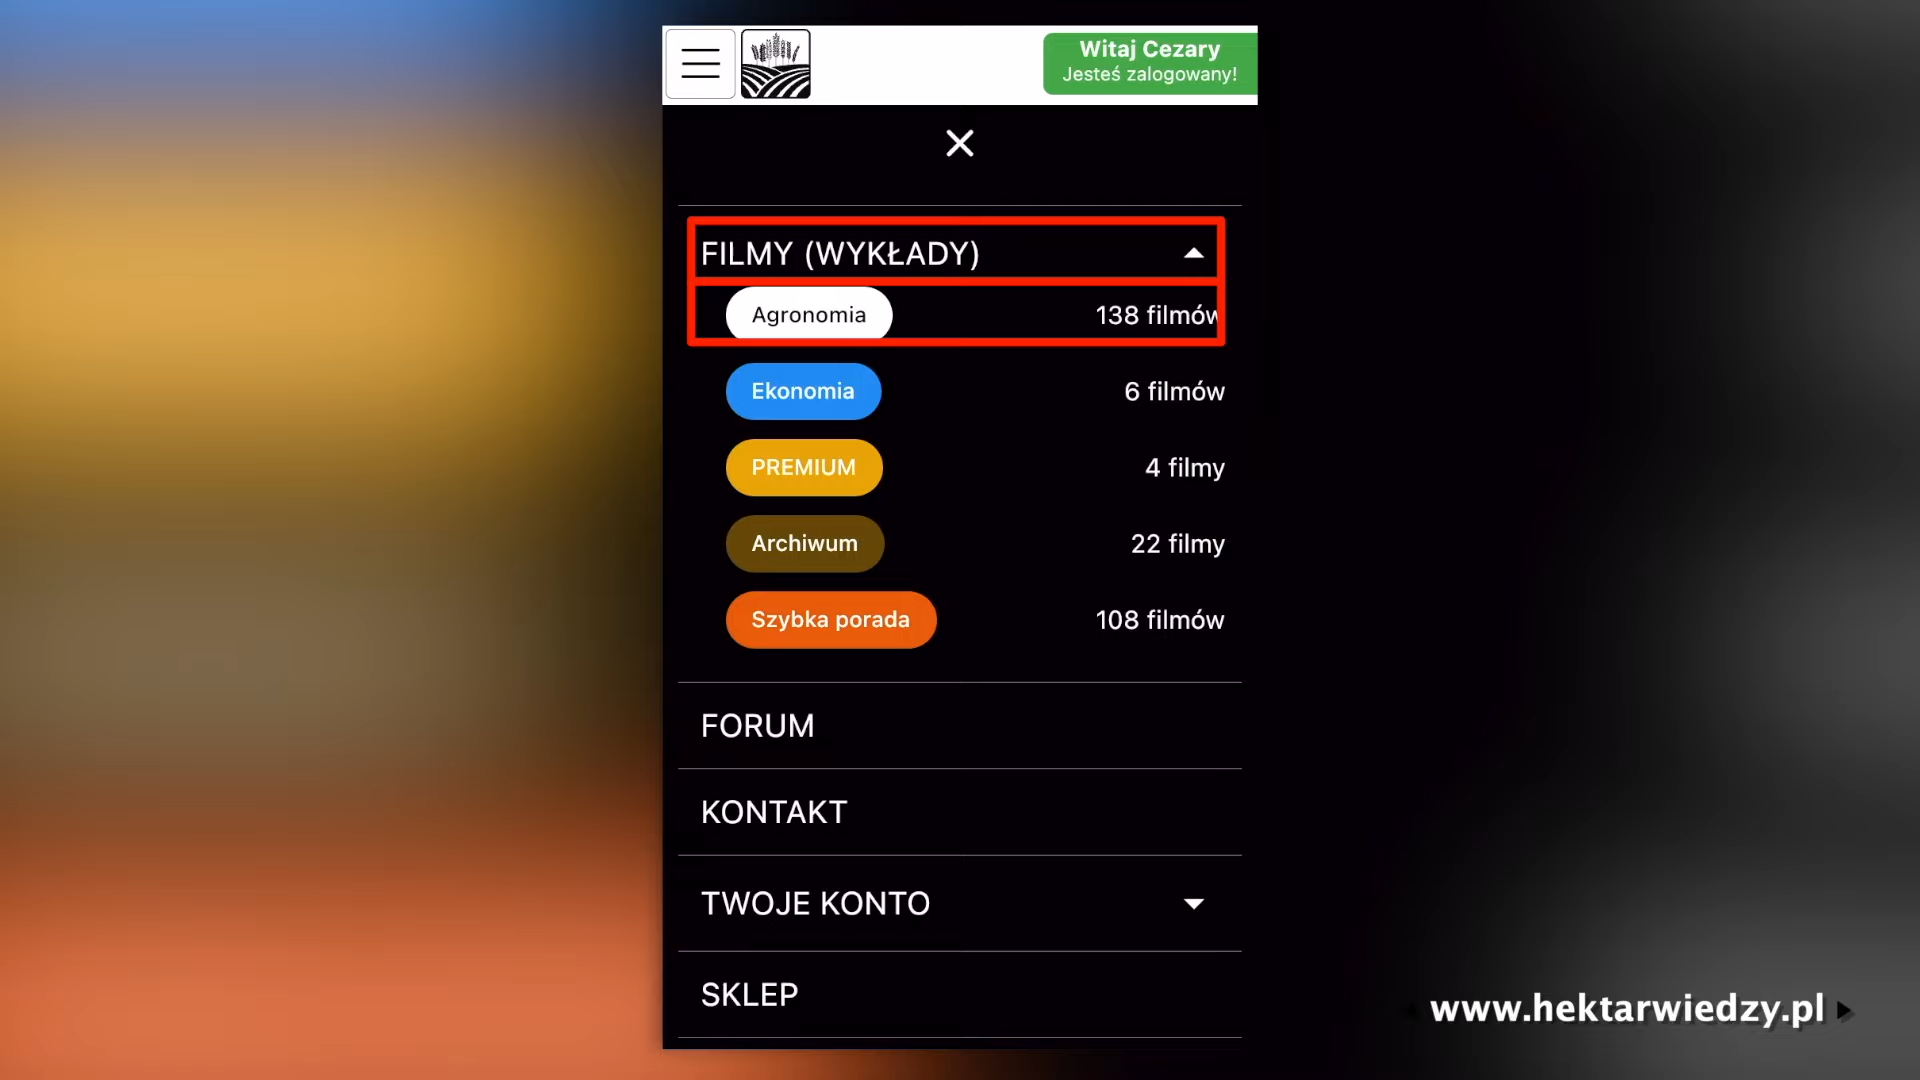 Witaj Cezary
Jesteś zalogowany!
FILMY (WYKŁADY)
Agronomia 138 filmów
Ekonomia 6 filmów
PREMIUM 4 filmy
Archiwum 22 filmy
Szybka porada 108 filmów
FORUM
KONTAKT
TWOJE KONTO
SKLEP
www.hektarwiedzy.pl